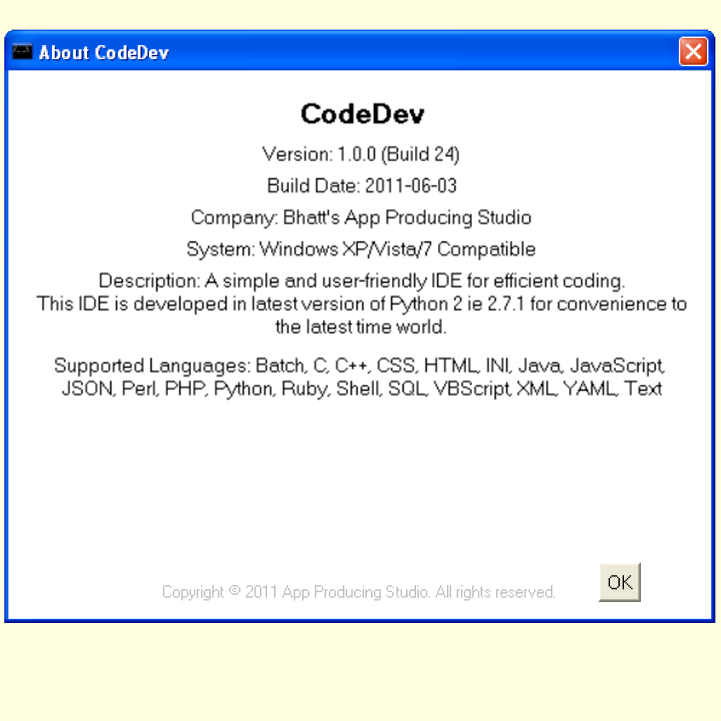 About CodeDev
CodeDev
Version: 1.0.0 (Build 24)
Build Date: 2011-06-03
Company: Bhatt's App Producing Studio
System: Windows XP/Vista/7 Compatible
Description: A simple and user-friendly IDE for efficient coding.
This IDE is developed in latest version of Python 2 ie 2.7.1 for convenience to
the latest time world.
Supported Languages: Batch, C, C++, CSS, HTML, INI, Java, JavaScript,
JSON, Perl, PHP, Python, Ruby, Shell, SQL, VBScript, XML, YAML, Text
OK
Copyright © 2011 App Producing Studio. All rights reserved.